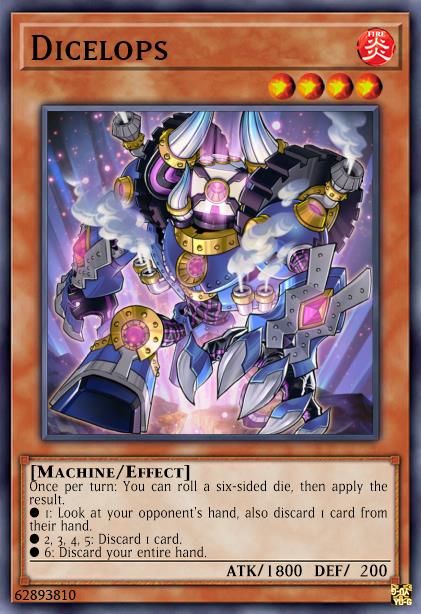 DICELOPS
FIRE
炎
[MACHINE/EFFECT]
Once per turn: You can roll a six-sided die, then apply the
result.
● 1: Look at your opponent's hand, also discard 1 card from
their hand.
● 2, 3, 4, 5: Discard 1 card.
● 6: Discard your entire hand.
ATK/1800 DEF/ 200
62893810